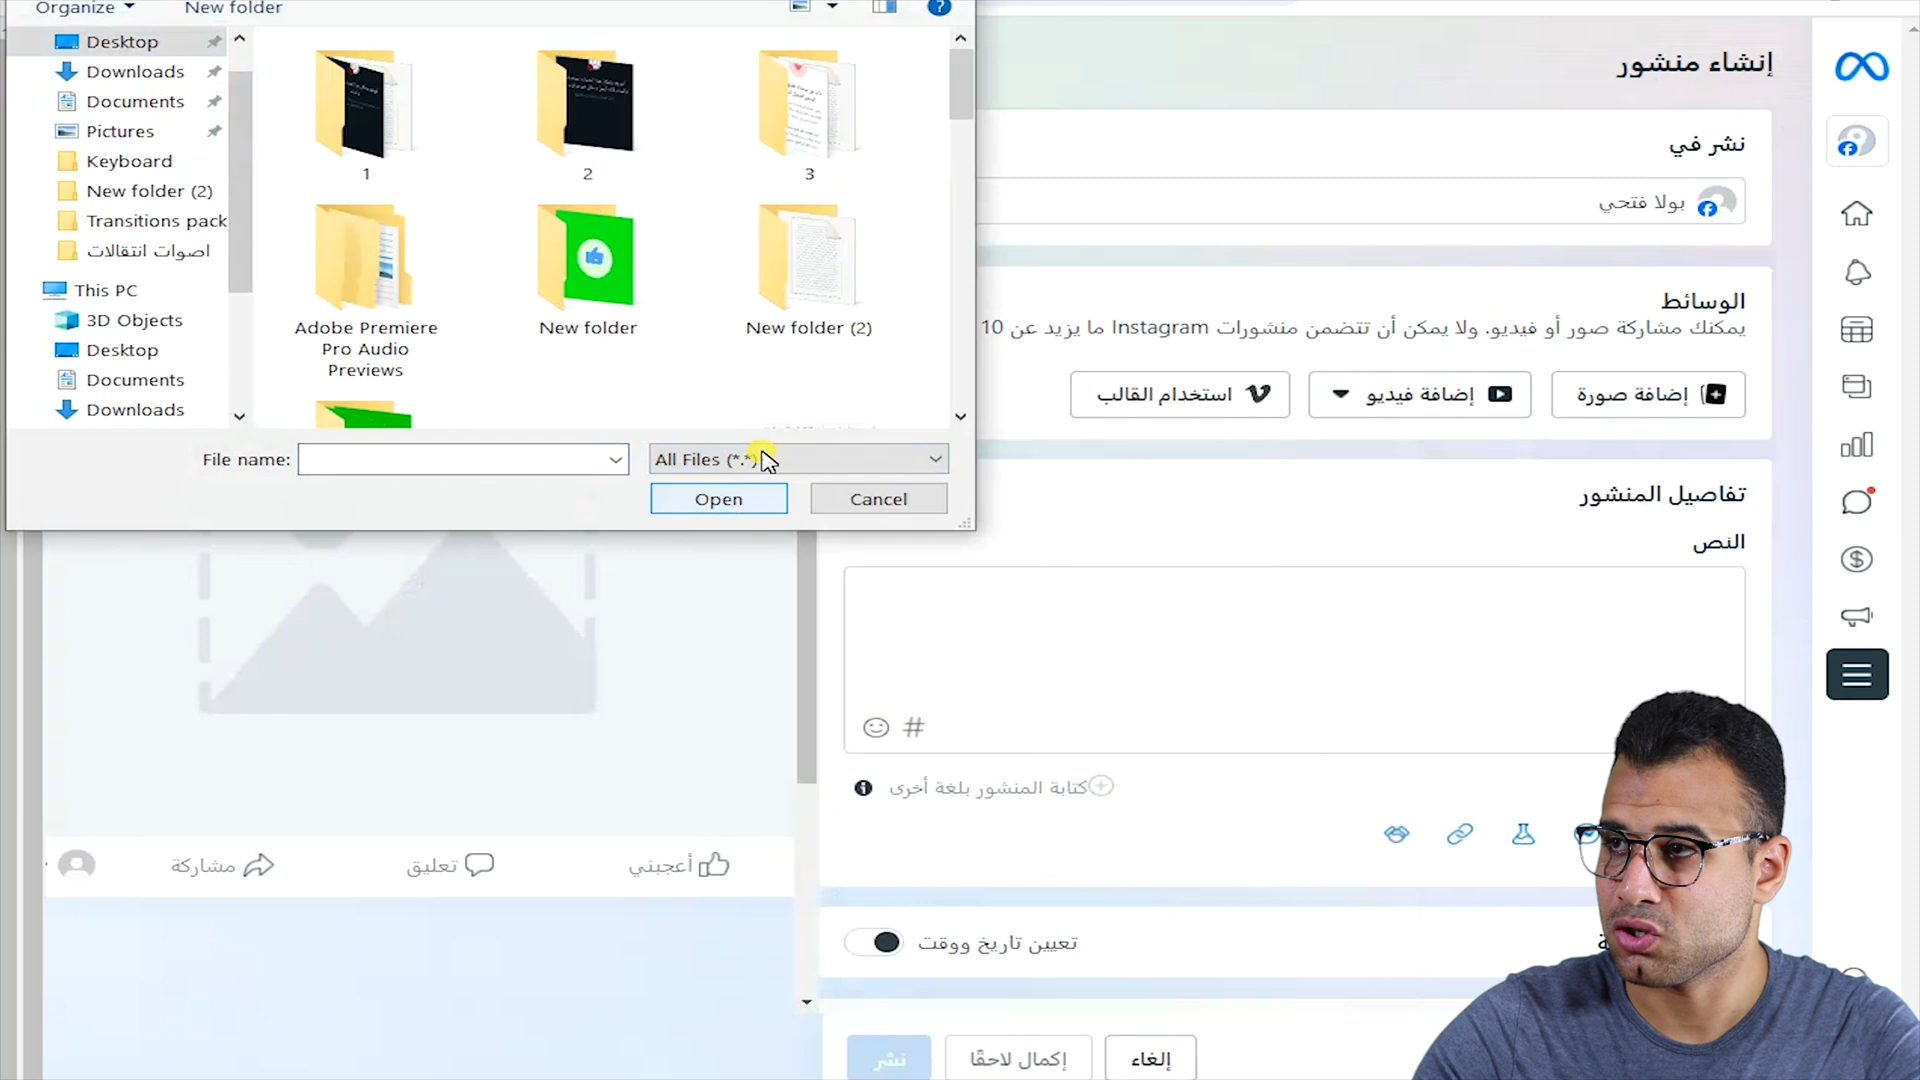 Organize
New folder
Desktop
Downloads
Documents
Pictures
Keyboard
New folder (2)
Transitions pack
اصوات انتقالات
This PC
3D Objects
Desktop
Documents
Downloads
1
2
3
Adobe Premiere
Pro Audio
Previews
New folder
New folder (2)
File name:
All Files (*.*)
Open
Cancel
إنشاء منشور
نشر في
بولا فتحي
الوسائط
يمكنك مشاركة صور أو فيديو. ولا يمكن أن تتضمن منشورات Instagram ما يزيد عن 10
إضافة صورة
إضافة فيديو
استخدام القالب
تفاصيل المنشور
النص
#
كتابة المنشور بلغة أخرى
أعجبني
تعليق
مشاركة
تعيين تاريخ ووقت
إلغاء
إكمال لاحقًا
نشر